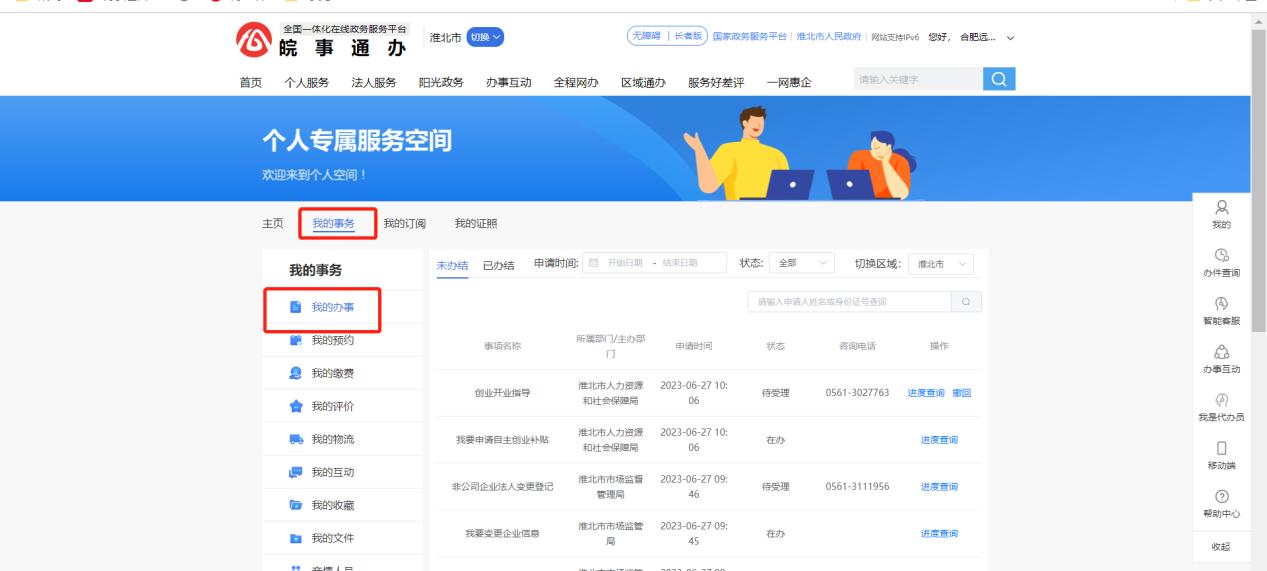 全国一体化在线政务服务平台
皖事通办
淮北市 切换
无障碍 | 长者版 国家政务服务平台 淮北市人民政府 网站支持IPv6 您好， 合肥远...
首页 个人服务 法人服务 阳光政务 办事互动 全程网办 区域通办 服务好差评 一网惠企 请输入关键字
个人专属服务空间
欢迎来到个人空间！
主页 我的事务 我的订阅 我的证照
我的事务
我的办事
我的预约
我的缴费
我的评价
我的物流
我的互动
我的收藏
我的文件
亲情人员
未办结 已办结 申请时间: 开始日期 - 结束日期 状态: 全部 切换区域: 淮北市
请输入申请人姓名或身份证号查询
事项名称 所属部门/主办部门 申请时间 状态 咨询电话 操作
创业开业指导 淮北市人力资源和社会保障局 2023-06-27 10:06 待受理 0561-3027763 进度查询 撤回
我要申请自主创业补贴 淮北市人力资源和社会保障局 2023-06-27 10:06 在办 进度查询
非公司企业法人变更登记 淮北市市场监督管理局 2023-06-27 09:46 待受理 0561-3111956 进度查询
我要变更企业信息 淮北市市场监管局 2023-06-27 09:45 在办 进度查询
我的
办件查询
智能客服
办事互动
我是代办员
移动端
帮助中心
收起